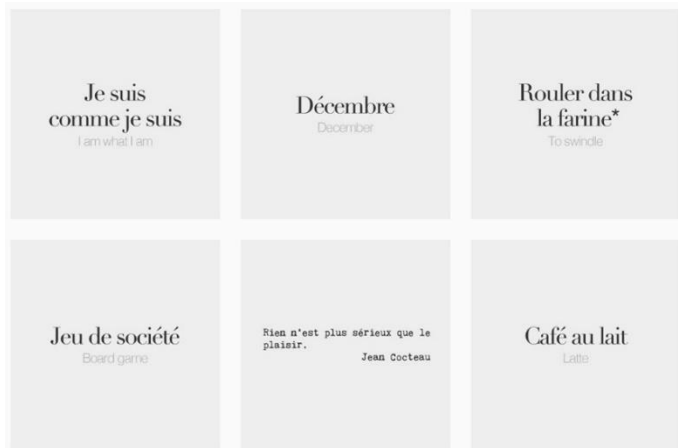 Je suis
comme je suis
I am what I am
Décembre
December
Rouler dans
la farine*
To swindle
Jeu de société
Board game
Rien n'est plus sérieux que le
plaisir.
Jean Cocteau
Café au lait
Latte